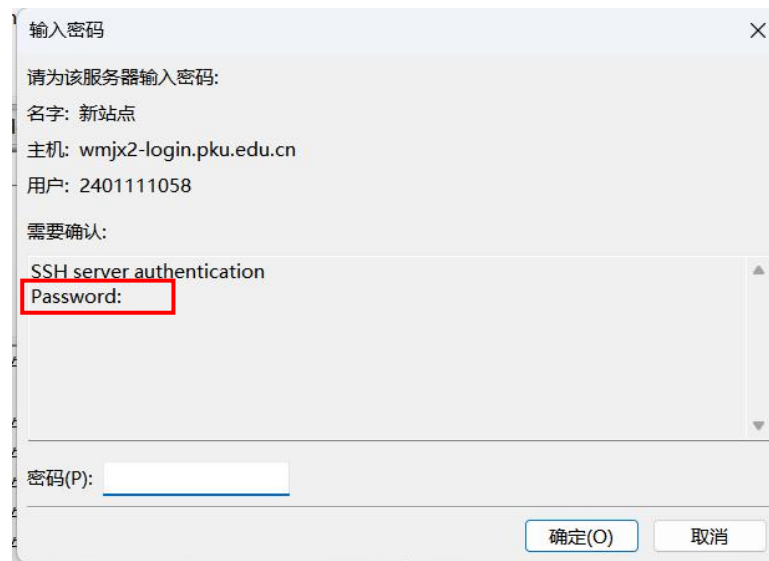 输入密码
请为该服务器输入密码:
名字: 新站点
主机: wmjx2-login.pku.edu.cn
用户: 2401111058
需要确认:
SSH server authentication
Password:
密码(P):
确定(O) 取消